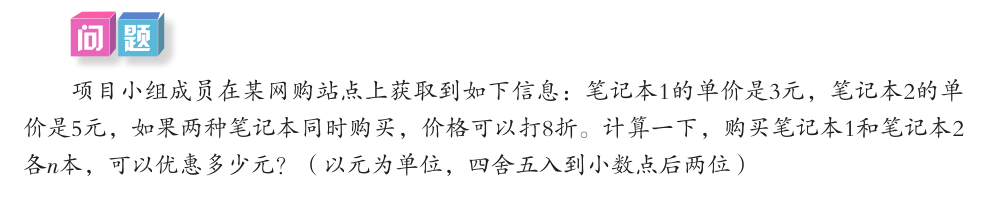 问题
项目小组成员在某网购站点上获取到如下信息：笔记本1的单价是3元，笔记本2的单
价是5元，如果两种笔记本同时购买，价格可以打8折。计算一下，购买笔记本1和笔记本2
各n本，可以优惠多少元？（以元为单位，四舍五入到小数点后两位）